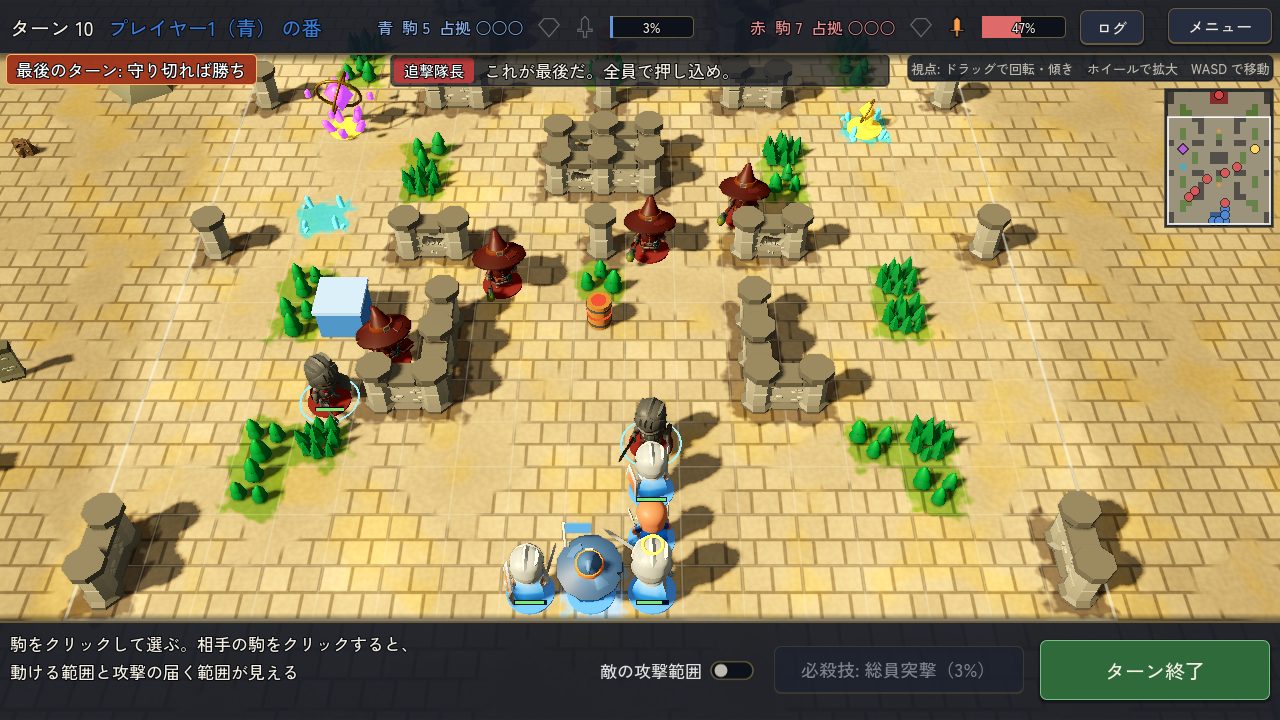 ターン 10 プレイヤー1（青） の番 青 駒 5 占拠 〇〇〇 3% 赤 駒 7 占拠 〇〇〇 47% ログ メニュー
最後のターン: 守り切れば勝ち 追撃隊長 これが最後だ。全員で押し込め。 視点: ドラッグで回転・傾き ホイールで拡大 WASD で移動
駒をクリックして選ぶ。相手の駒をクリックすると、
動ける範囲と攻撃の届く範囲が見える
敵の攻撃範囲 必殺技: 総員突撃（3%） ターン終了